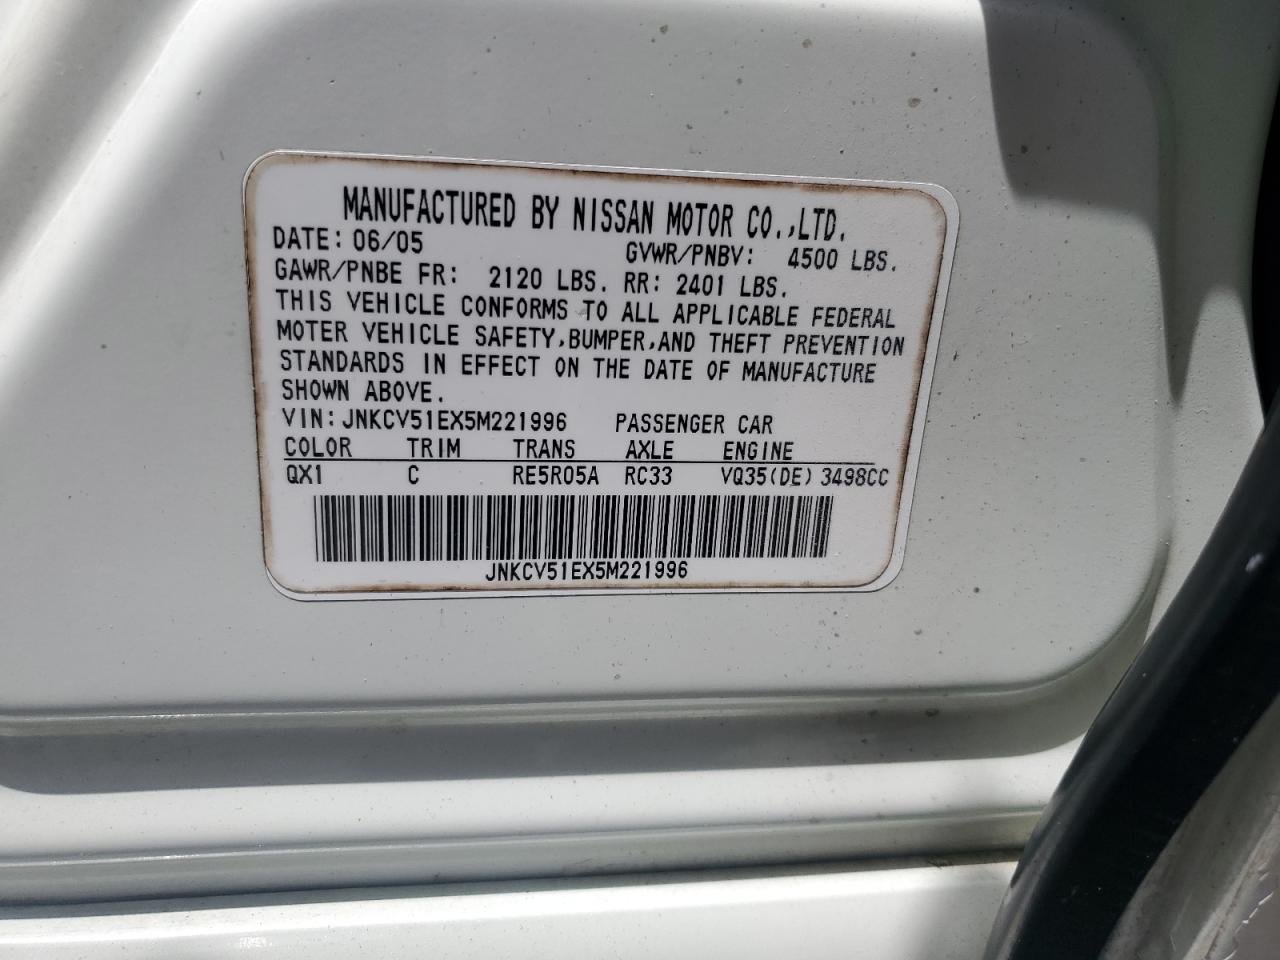 MANUFACTURED BY NISSAN MOTOR CO.,LTD.
DATE: 06/05 GVWR/PNBV: 4500 LBS.
GAWR/PNBE FR: 2120 LBS. RR: 2401 LBS.
THIS VEHICLE CONFORMS TO ALL APPLICABLE FEDERAL
MOTER VEHICLE SAFETY,BUMPER,AND THEFT PREVENTION
STANDARDS IN EFFECT ON THE DATE OF MANUFACTURE
SHOWN ABOVE.
VIN:JNKCV51EX5M221996 PASSENGER CAR
COLOR TRIM TRANS AXLE ENGINE
QX1 C RE5R05A RC33 VQ35(DE)3498CC
JNKCV51EX5M221996